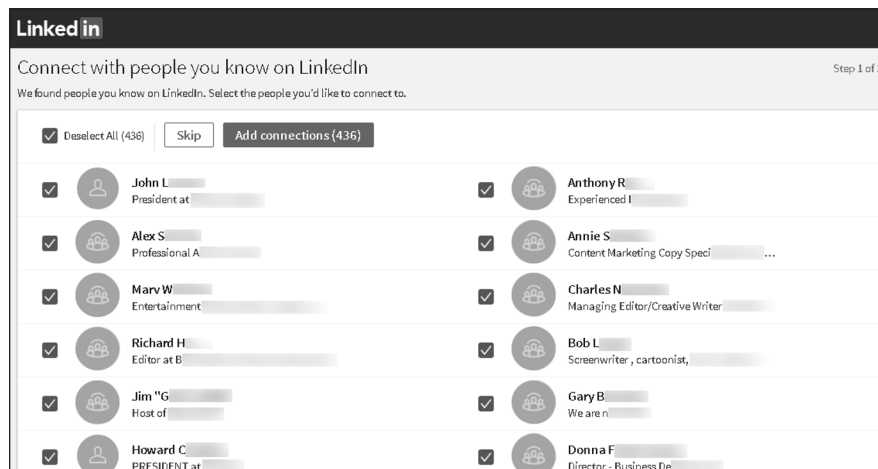 Linked in
Connect with people you know on LinkedIn
Step 1 of
We found people you know on LinkedIn. Select the people you'd like to connect to.
Deselect All (436)
Skip
Add connections (436)
John L
President at
Anthony R
Experienced I
Alex S
Professional A
Annie S
Content Marketing Copy Speci ...
Marv W
Entertainment
Charles N
Managing Editor/Creative Writer
Richard H
Editor at B
Bob L
Screenwriter , cartoonist,
Jim "G
Host of
Gary B
We are n
Howard C
PRESIDENT at
Donna F
Director - Business De